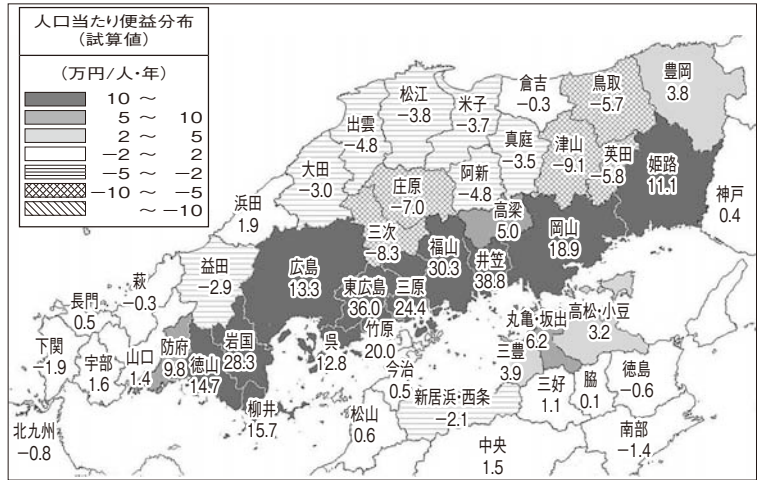 人口当たり便益分布
(試算値)
(万円/人・年)
10 ～
5 ～ 10
2 ～ 5
−2 ～ 2
−5 ～ −2
−10 ～ −5
～ −10
豊岡
3.8
鳥取
−5.7
倉吉
−0.3
米子
−3.7
松江
−3.8
出雲
−4.8
大田
−3.0
浜田
1.9
益田
−2.9
萩
−0.3
長門
0.5
下関
−1.9
宇部
1.6
山口
1.4
防府
9.8
徳山
14.7
岩国
28.3
柳井
15.7
北九州
−0.8
広島
13.3
三次
−8.3
庄原
−7.0
阿新
−4.8
真庭
−3.5
津山
−9.1
英田
−5.8
姫路
11.1
神戸
0.4
岡山
18.9
高梁
5.0
井笠
38.8
福山
30.3
三原
24.4
東広島
36.0
竹原
20.0
呉
12.8
今治
0.5
松山
0.6
新居浜・西条
−2.1
中央
1.5
三豊
3.9
丸亀・坂出
6.2
高松・小豆
3.2
三好
1.1
脇
0.1
徳島
−0.6
南部
−1.4